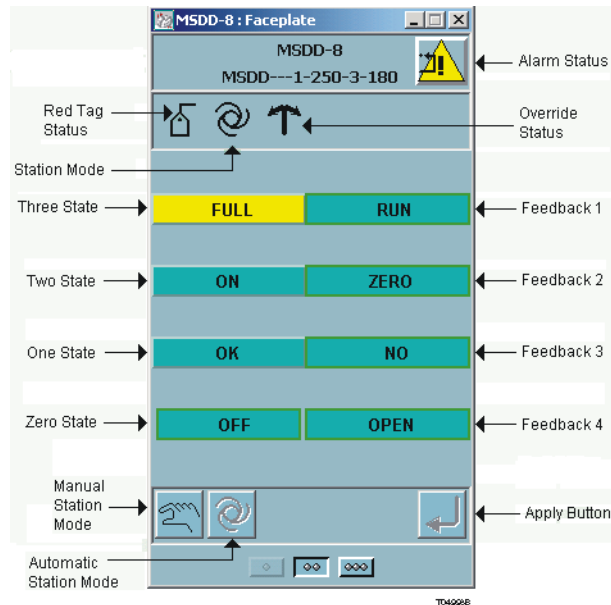 MSDD-8 : Faceplate
MSDD-8
MSDD---1-250-3-180
Alarm Status
Red Tag
Status
Override
Status
Station Mode
Three State
FULL
RUN
Feedback 1
Two State
ON
ZERO
Feedback 2
One State
OK
NO
Feedback 3
Zero State
OFF
OPEN
Feedback 4
Manual
Station
Mode
Apply Button
Automatic
Station Mode
T04998B